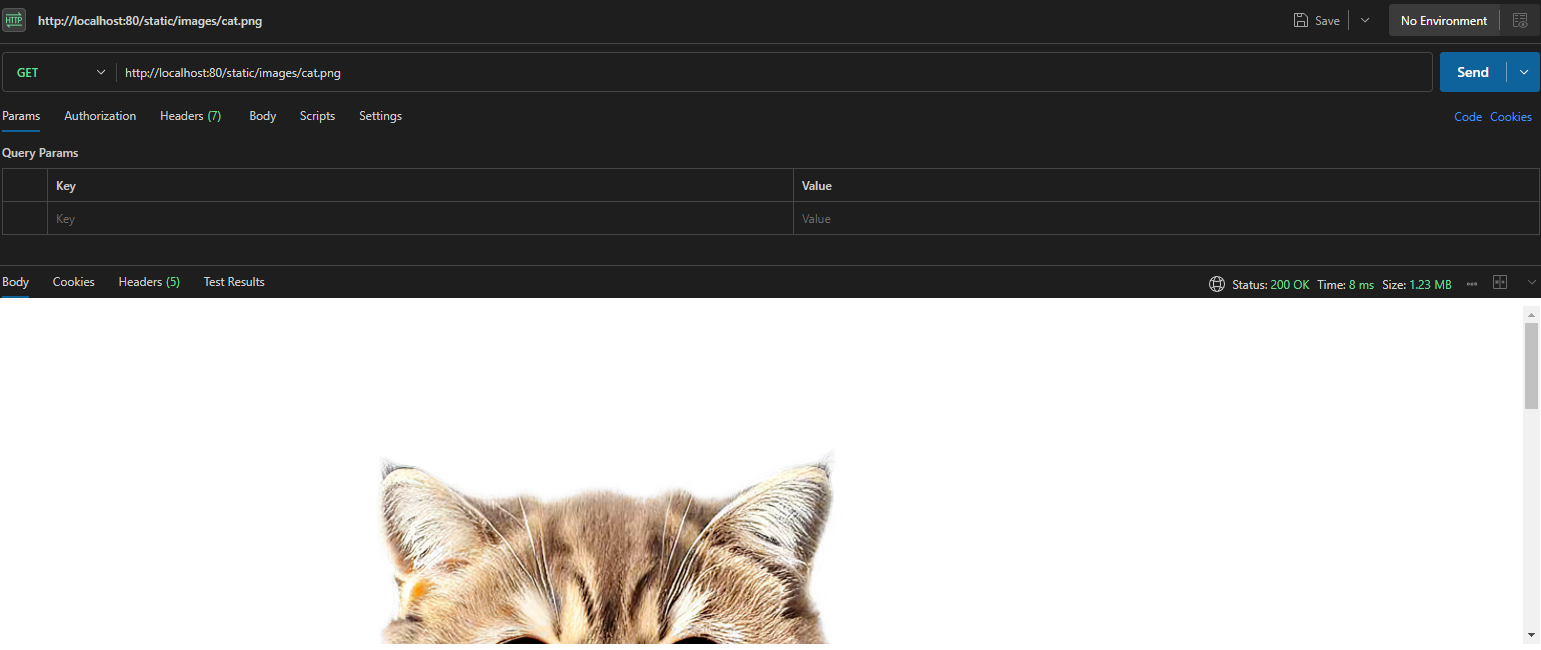 HTTP http://localhost:80/static/images/cat.png Save No Environment
GET http://localhost:80/static/images/cat.png Send
Params Authorization Headers (7) Body Scripts Settings Code Cookies
Query Params
Key Value
Key Value
Body Cookies Headers (5) Test Results Status: 200 OK Time: 8 ms Size: 1.23 MB